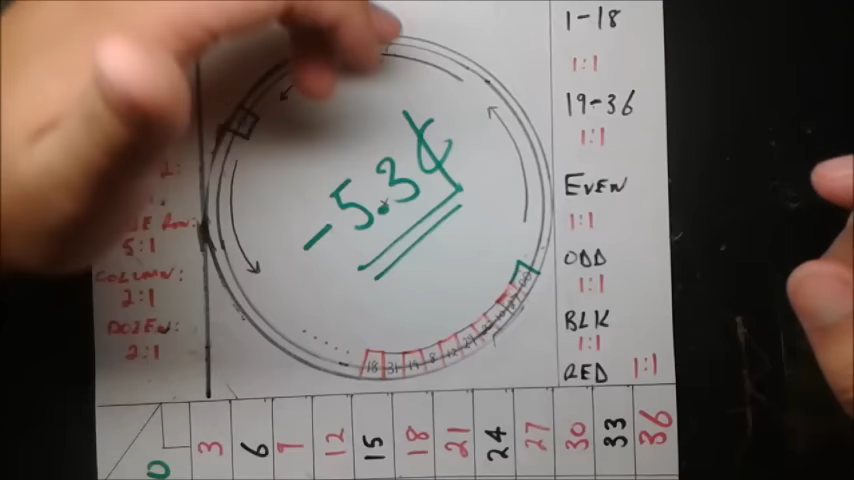 1-18
1:1
19-36
1:1
EVEN
1:1
ODD
1:1
BLK
1:1
RED 1:1
5:1
COLUMN:
2:1
DOZEN:
2:1
-5.3¢
00
18 31 19 8 12 29
0 3 6 9 12 15 18 21 24 27 30 33 36